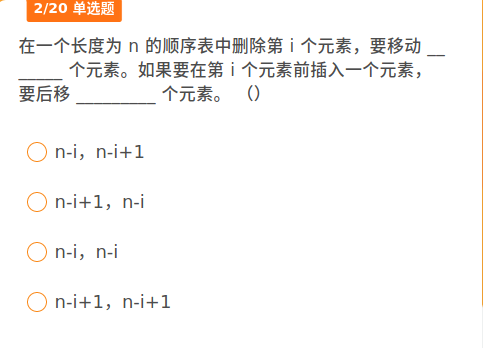 2/20 单选题
在一个长度为 n 的顺序表中删除第 i 个元素，要移动 __
_____ 个元素。如果要在第 i 个元素前插入一个元素，
要后移 _________ 个元素。 （）
n-i，n-i+1
n-i+1，n-i
n-i，n-i
n-i+1，n-i+1